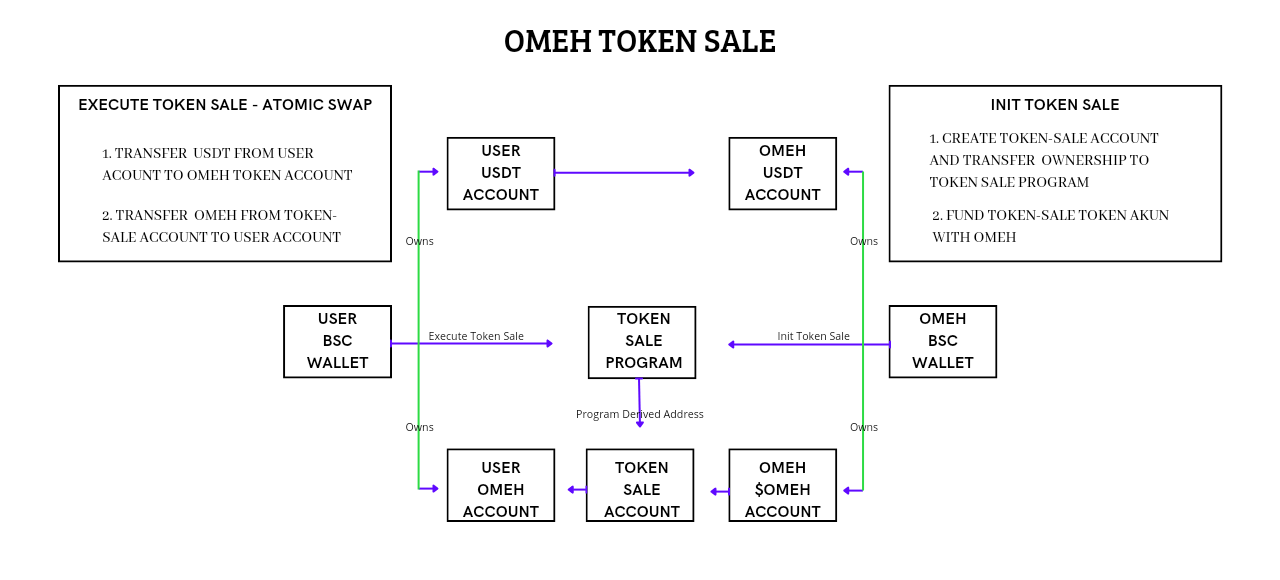 OMEH TOKEN SALE
EXECUTE TOKEN SALE - ATOMIC SWAP
1. TRANSFER USDT FROM USER
ACOUNT TO OMEH TOKEN ACCOUNT
2. TRANSFER OMEH FROM TOKEN-
SALE ACCOUNT TO USER ACCOUNT
USER
USDT
ACCOUNT
OMEH
USDT
ACCOUNT
INIT TOKEN SALE
1. CREATE TOKEN-SALE ACCOUNT
AND TRANSFER OWNERSHIP TO
TOKEN SALE PROGRAM
2. FUND TOKEN-SALE TOKEN AKUN
WITH OMEH
Owns
Owns
USER
BSC
WALLET
Execute Token Sale
TOKEN
SALE
PROGRAM
Init Token Sale
OMEH
BSC
WALLET
Program Derived Address
Owns
Owns
USER
OMEH
ACCOUNT
TOKEN
SALE
ACCOUNT
OMEH
$OMEH
ACCOUNT